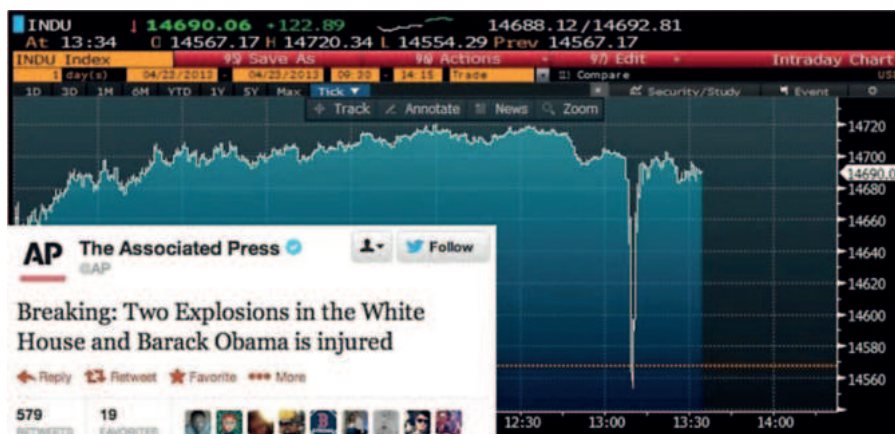 INDU ↓ 14690.06 +122.89 14688.12/14692.81
At 13:34 O 14567.17 H 14720.34 L 14554.29 Prev 14567.17
INDU Index 95) Save As 96) Actions 97) Edit Intraday Chart
1 day(s) 04/23/2013 - 04/23/2013 09:30 - 14:15 Trade Compare
1D 3D 1M 6M YTD 1Y 5Y Max Tick ▼ Security/Study Event
Track Annotate News Zoom
14720
14700
14690.0
14680
14660
14640
14620
14600
14580
14560
AP The Associated Press Follow
@AP
Breaking: Two Explosions in the White
House and Barack Obama is injured
Reply Retweet Favorite ••• More
579 19
RETWEETS FAVORITES
12:30 13:00 13:30 14:00